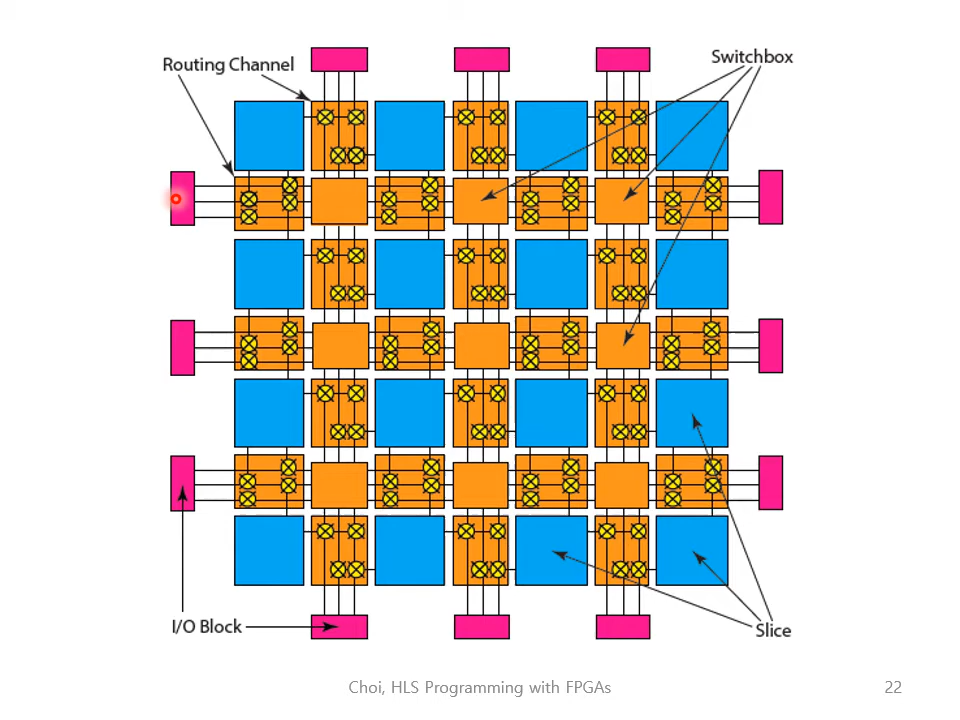 Switchbox
Routing Channel
I/O Block
Slice
Choi, HLS Programming with FPGAs
22